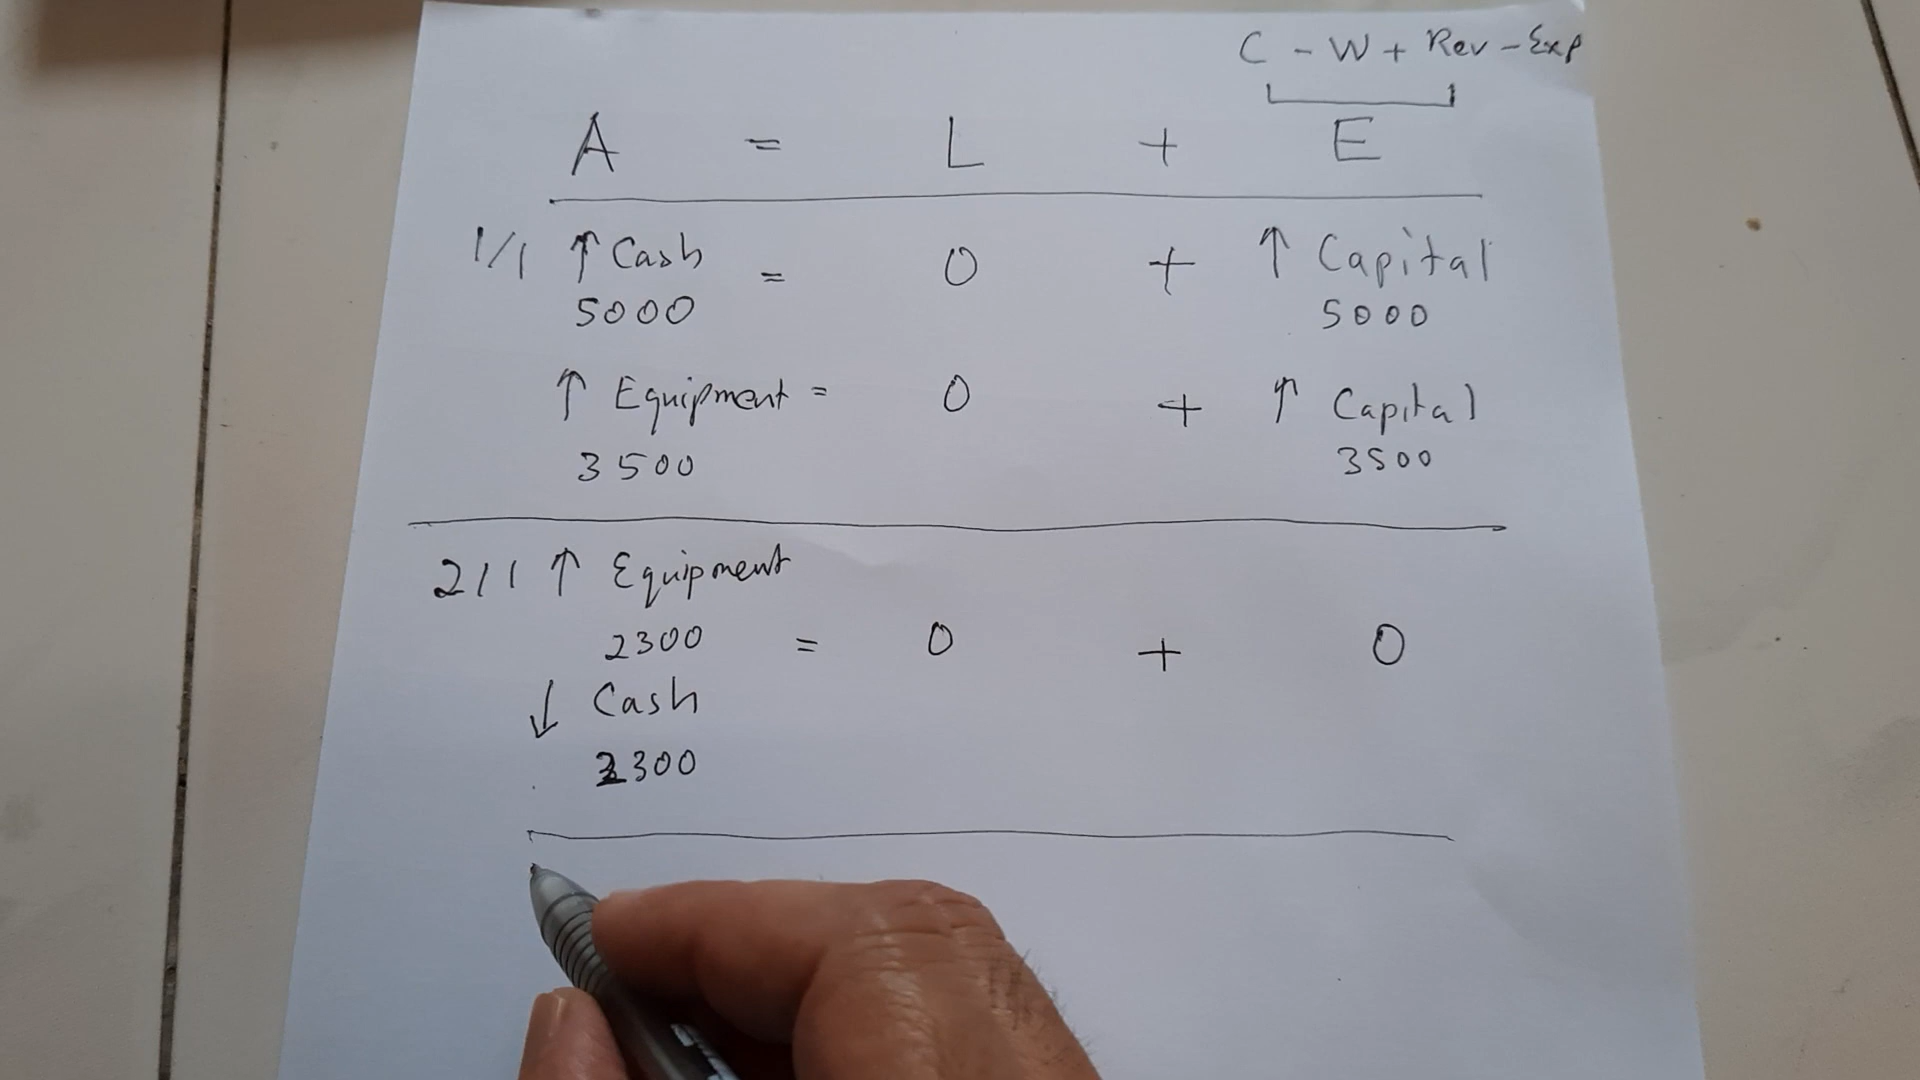 C - W + Rev - Exp
A = L + E
1/1 ↑ Cash = 0 + ↑ Capital
5000 5000
↑ Equipment = 0 + ↑ Capital
3500 3500
2/1 ↑ Equipment
2300 = 0 + 0
↓ Cash
2300